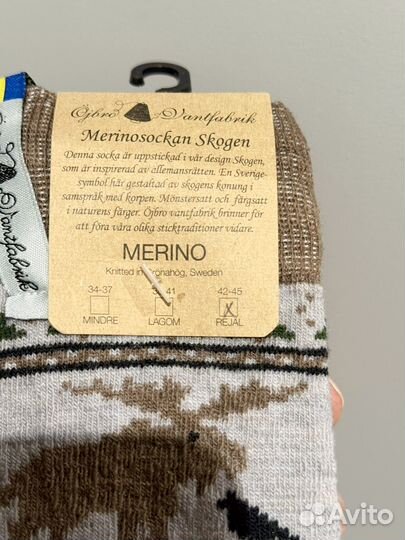 Öjbro Vantfabrik
Merinosockan Skogen
Denna socka är uppstickad i vår design Skogen,
som är inspirerad av allemansrätten. En Sverige-
symbol här gestaltad av skogens konung i
samspråk med korpen. Mönstersatt och färgsatt
i naturens färger. Öjbro vantfabrik brinner för
att föra våra olika sticktraditioner vidare.
MERINO
Knitted in Kronahög, Sweden
34-37 41 42-45
MINDRE LAGOM REJÄL
Vantfabrik
Avito